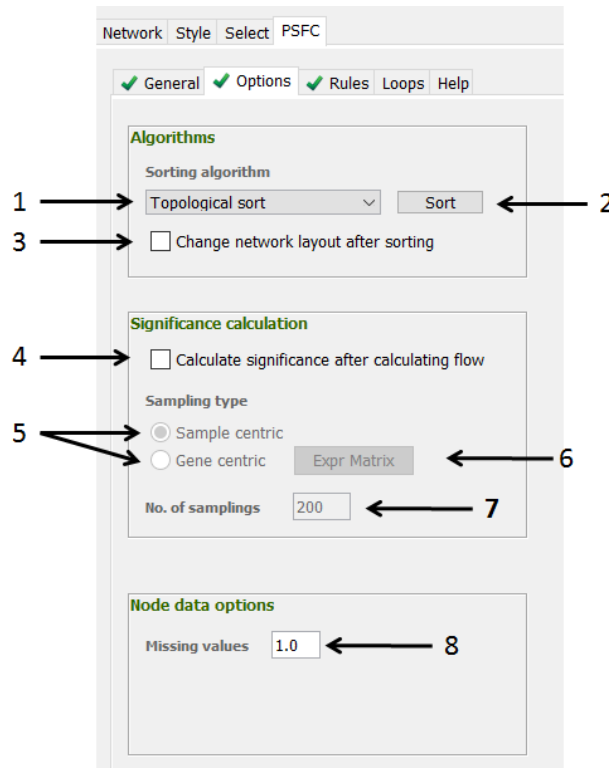 Network Style Select PSFC
General Options Rules Loops Help
Algorithms
Sorting algorithm
1 Topological sort Sort 2
3 Change network layout after sorting
Significance calculation
4 Calculate significance after calculating flow
Sampling type
5 Sample centric
Gene centric Expr Matrix 6
No. of samplings 200 7
Node data options
Missing values 1.0 8